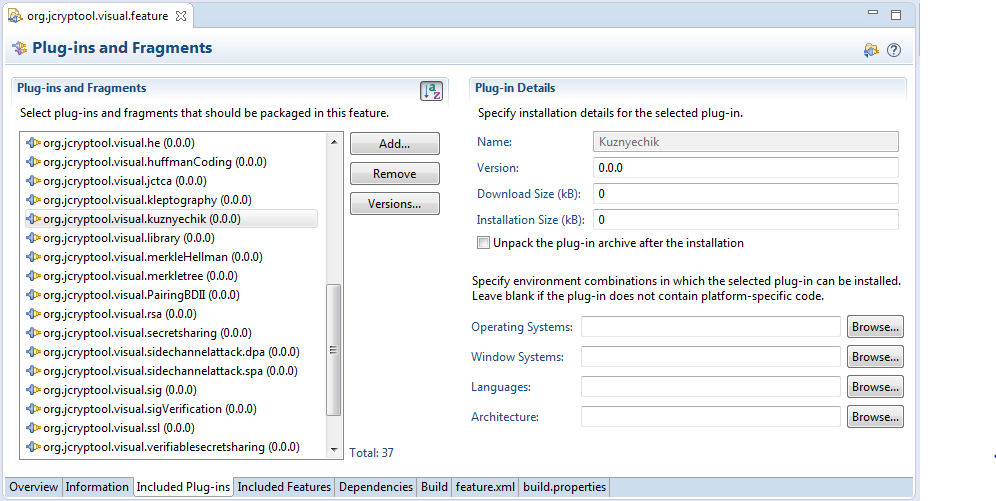 org.jcryptool.visual.feature
Plug-ins and Fragments
Plug-ins and Fragments
Select plug-ins and fragments that should be packaged in this feature.
org.jcryptool.visual.he (0.0.0)
org.jcryptool.visual.huffmanCoding (0.0.0)
org.jcryptool.visual.jctca (0.0.0)
org.jcryptool.visual.kleptography (0.0.0)
org.jcryptool.visual.kuznyechik (0.0.0)
org.jcryptool.visual.library (0.0.0)
org.jcryptool.visual.merkleHellman (0.0.0)
org.jcryptool.visual.merkletree (0.0.0)
org.jcryptool.visual.PairingBDII (0.0.0)
org.jcryptool.visual.rsa (0.0.0)
org.jcryptool.visual.secretsharing (0.0.0)
org.jcryptool.visual.sidechannelattack.dpa (0.0.0)
org.jcryptool.visual.sidechannelattack.spa (0.0.0)
org.jcryptool.visual.sig (0.0.0)
org.jcryptool.visual.sigVerification (0.0.0)
org.jcryptool.visual.ssl (0.0.0)
org.jcryptool.visual.verifiablesecretsharing (0.0.0)
Add...
Remove
Versions...
Total: 37
Plug-in Details
Specify installation details for the selected plug-in.
Name: Kuznyechik
Version: 0.0.0
Download Size (kB): 0
Installation Size (kB): 0
Unpack the plug-in archive after the installation
Specify environment combinations in which the selected plug-in can be installed.
Leave blank if the plug-in does not contain platform-specific code.
Operating Systems: Browse...
Window Systems: Browse...
Languages: Browse...
Architecture: Browse...
Overview Information Included Plug-ins Included Features Dependencies Build feature.xml build.properties